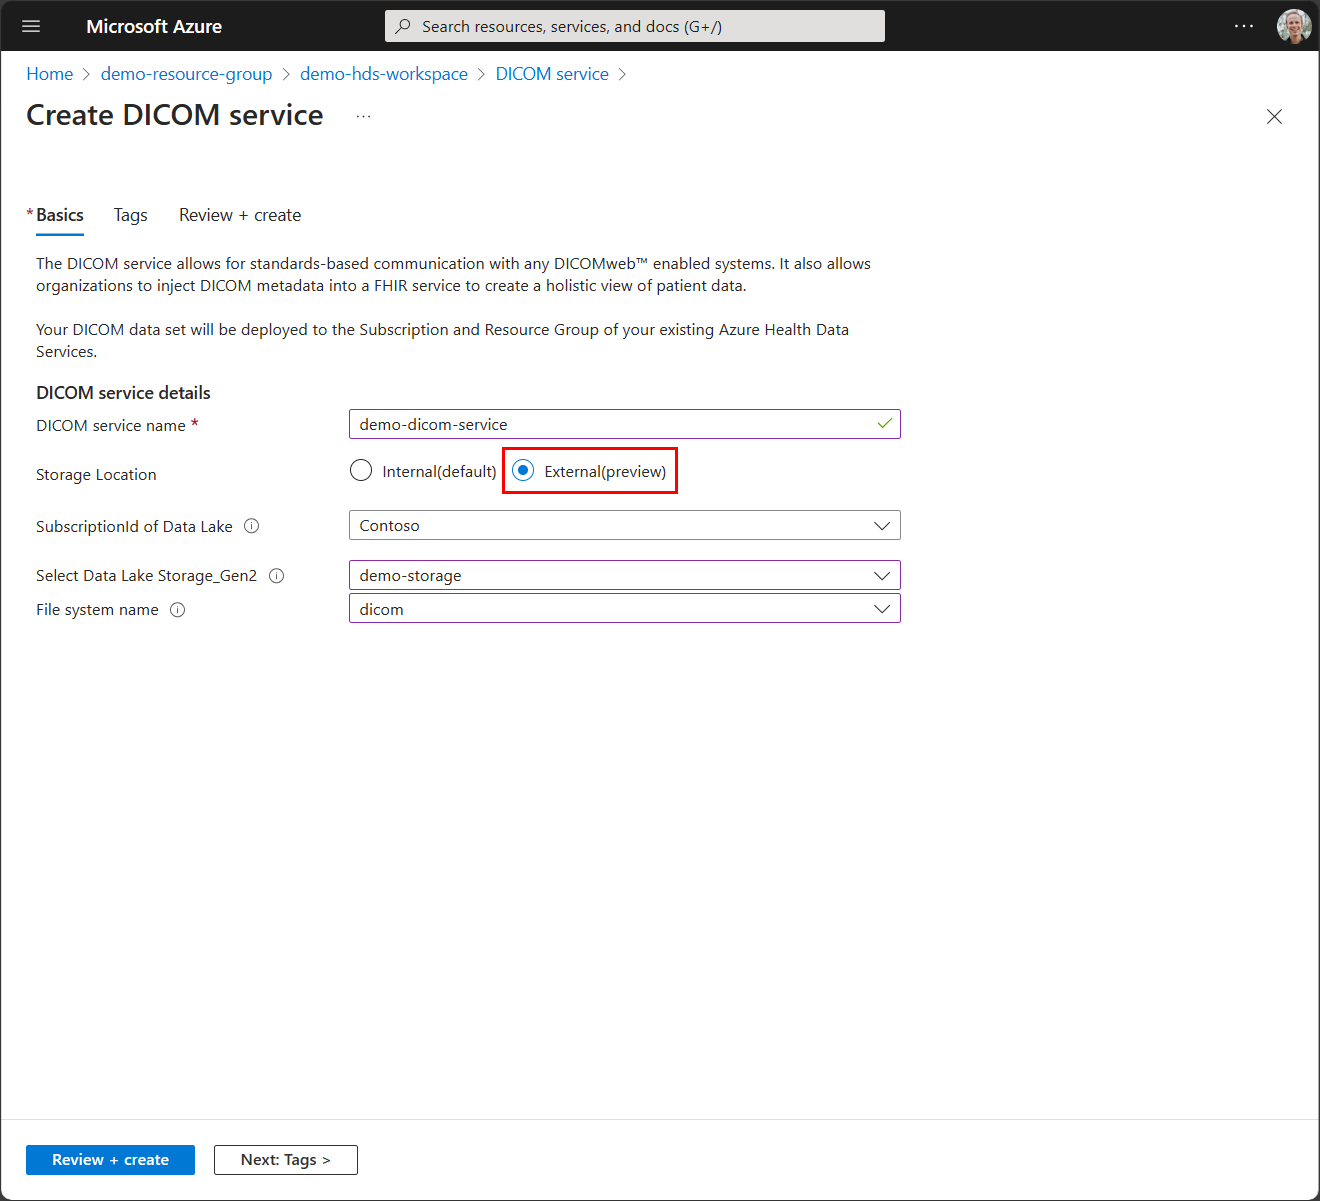 Microsoft Azure
Search resources, services, and docs (G+/)
Home > demo-resource-group > demo-hds-workspace > DICOM service >
Create DICOM service ...
* Basics Tags Review + create
The DICOM service allows for standards-based communication with any DICOMweb™ enabled systems. It also allows
organizations to inject DICOM metadata into a FHIR service to create a holistic view of patient data.
Your DICOM data set will be deployed to the Subscription and Resource Group of your existing Azure Health Data
Services.
DICOM service details
DICOM service name * demo-dicom-service
Storage Location Internal(default) External(preview)
SubscriptionId of Data Lake Contoso
Select Data Lake Storage_Gen2 demo-storage
File system name dicom
Review + create Next: Tags >